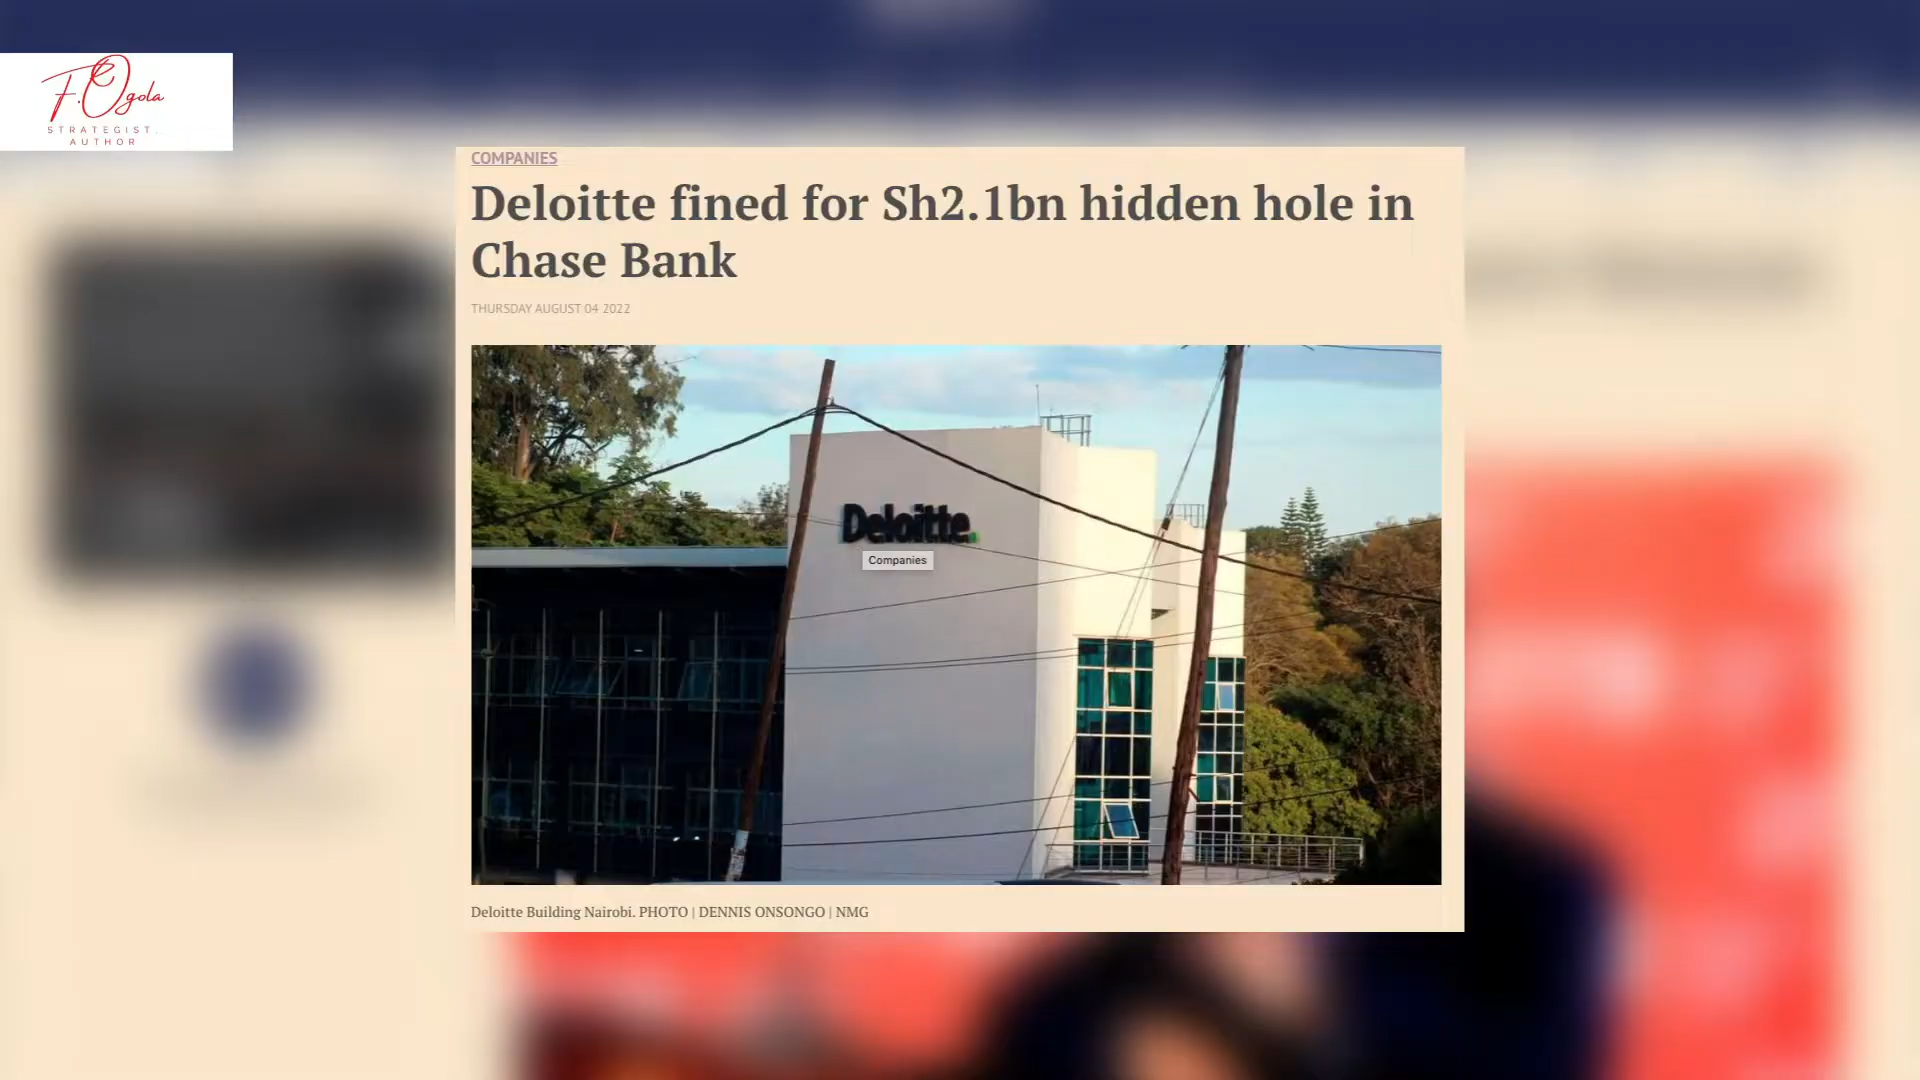 F. Ogola
STRATEGIST.
AUTHOR
COMPANIES
Deloitte fined for Sh2.1bn hidden hole in
Chase Bank
THURSDAY AUGUST 04 2022
Deloitte.
Companies
Deloitte Building Nairobi. PHOTO | DENNIS ONSONGO | NMG